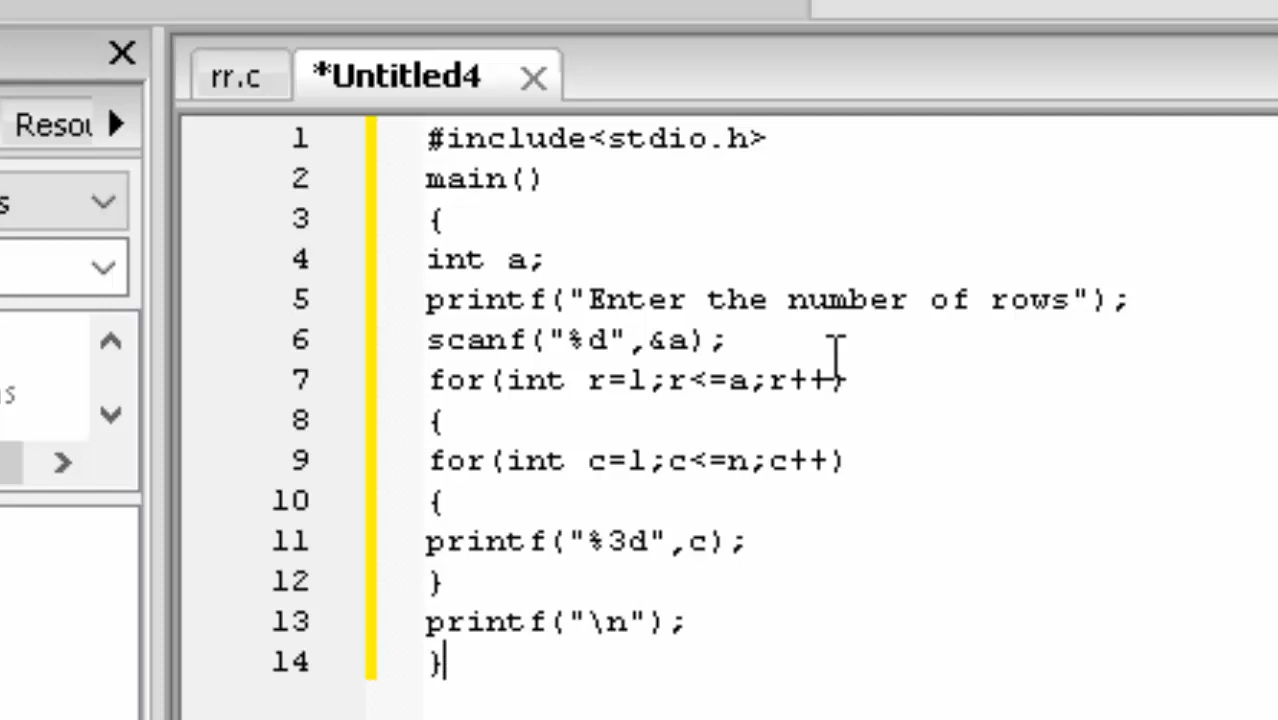 rr.c *Untitled4
Resou
s
s
1 #include<stdio.h>
2 main()
3 {
4 int a;
5 printf("Enter the number of rows");
6 scanf("%d",&a);
7 for(int r=1;r<=a;r++)
8 {
9 for(int c=1;c<=n;c++)
10 {
11 printf("%3d",c);
12 }
13 printf("\n");
14 }